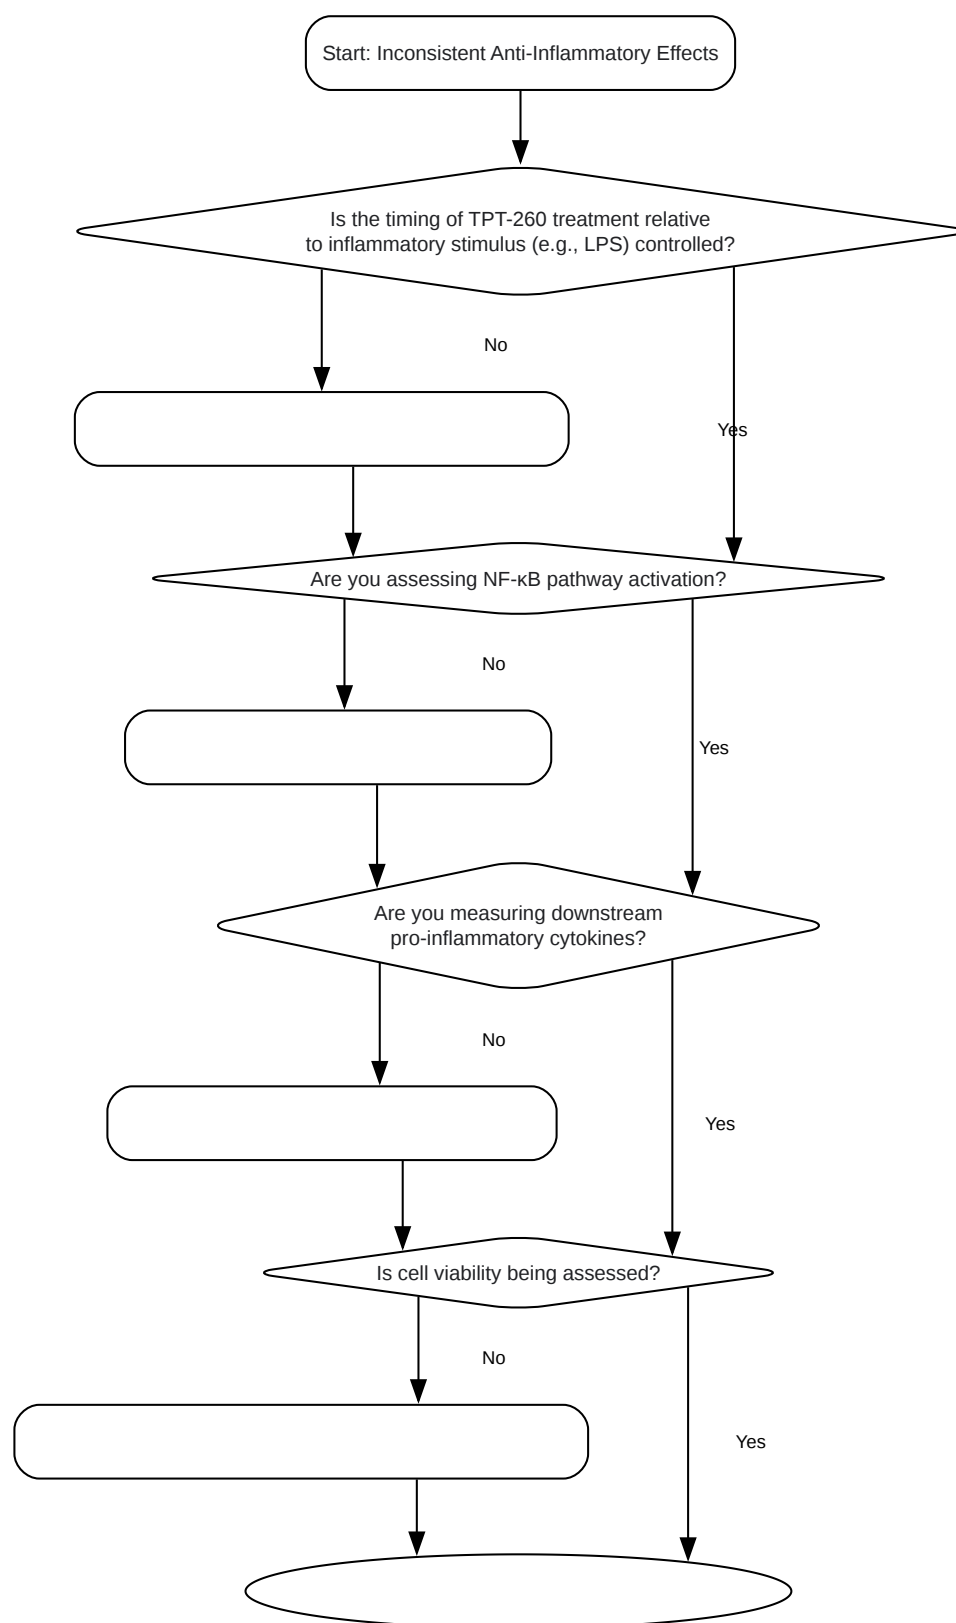 Start: Inconsistent Anti-Inflammatory Effects
Is the timing of TPT-260 treatment relative
to inflammatory stimulus (e.g., LPS) controlled?
No
Yes
Are you assessing NF-κB pathway activation?
No
Yes
Are you measuring downstream
pro-inflammatory cytokines?
No
Yes
Is cell viability being assessed?
No
Yes